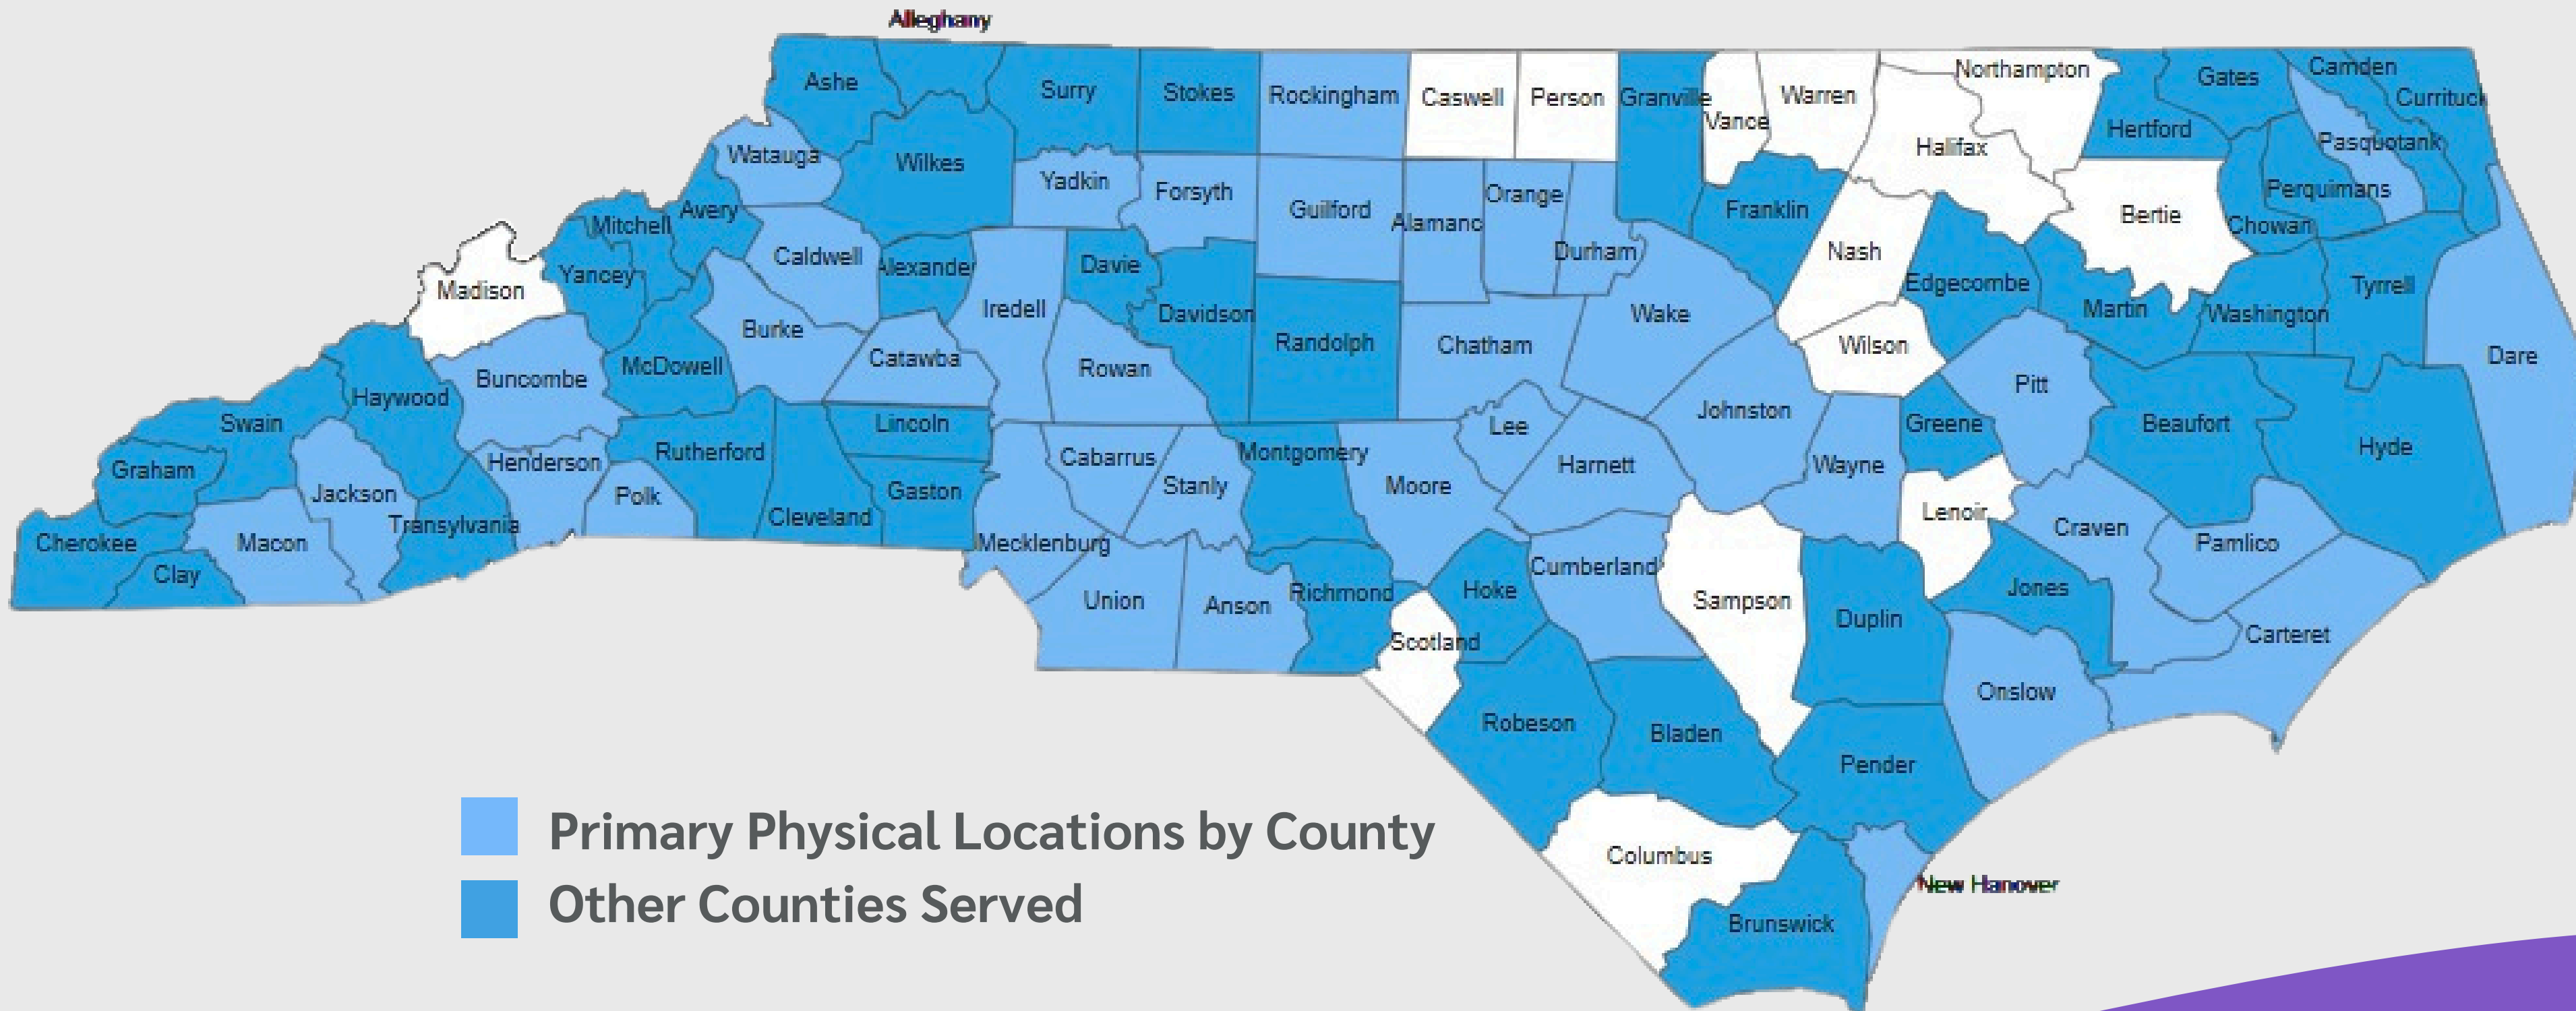 Alleghany
Ashe
Surry
Stokes
Rockingham
Caswell
Person
Granville
Vance
Warren
Northampton
Halifax
Hertford
Gates
Camden
Currituck
Pasquotank
Perquimans
Chowan
Bertie
Watauga
Wilkes
Yadkin
Forsyth
Guilford
Alamanc
Orange
Durham
Franklin
Nash
Edgecombe
Martin
Washington
Tyrrell
Dare
Mitchell
Avery
Yancey
Madison
Caldwell
Alexander
Iredell
Davie
Davidson
Randolph
Chatham
Wake
Wilson
Pitt
Beaufort
Hyde
Burke
Catawba
Rowan
McDowell
Buncombe
Haywood
Swain
Graham
Cherokee
Clay
Macon
Jackson
Transylvania
Henderson
Polk
Rutherford
Cleveland
Lincoln
Gaston
Mecklenburg
Cabarrus
Stanly
Union
Anson
Montgomery
Richmond
Moore
Lee
Harnett
Johnston
Wayne
Greene
Lenoir
Craven
Pamlico
Carteret
Jones
Onslow
Duplin
Sampson
Cumberland
Hoke
Scotland
Robeson
Bladen
Pender
Columbus
Brunswick
New Hanover
Primary Physical Locations by County
Other Counties Served